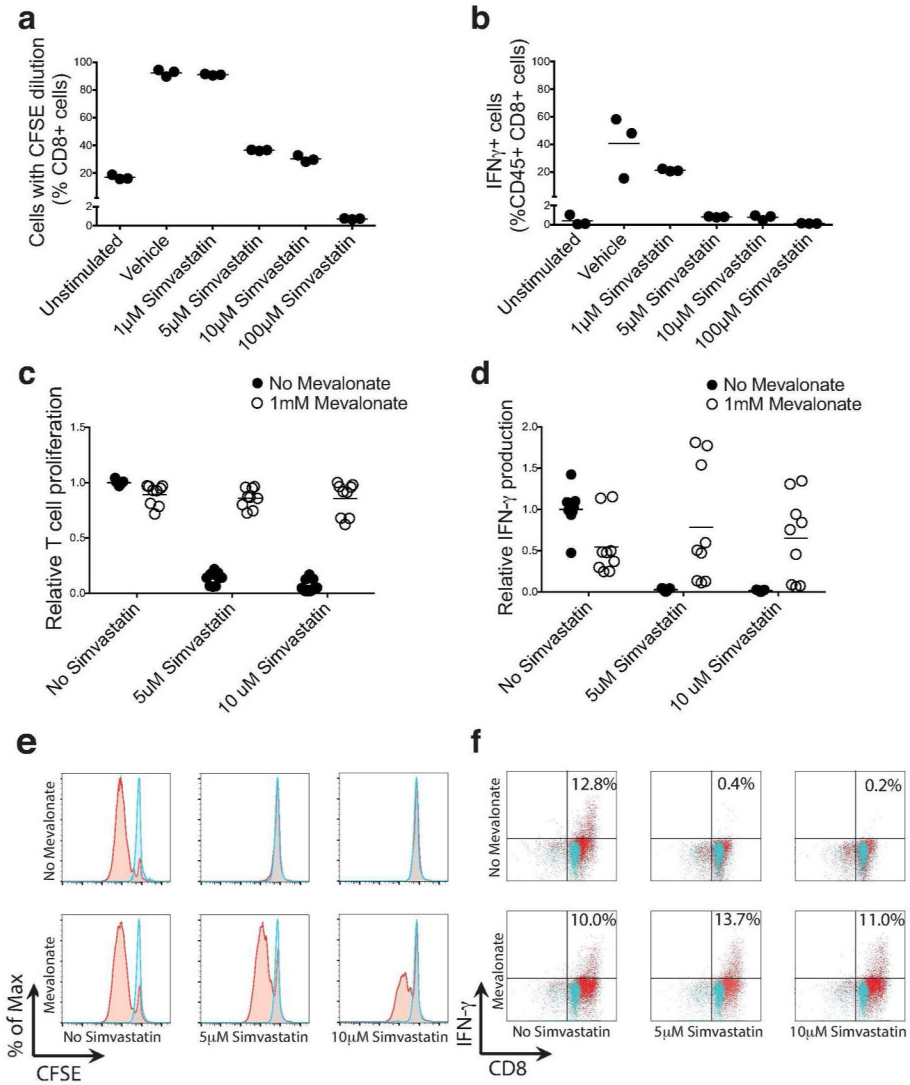 a
Cells with CFSE dilution
(% CD8+ cells)
100
80
60
40
20
2
0
Unstimulated
Vehicle
1µM Simvastatin
5µM Simvastatin
10µM Simvastatin
100µM Simvastatin
b
IFNγ+ cells
(%CD45+ CD8+ cells)
100
80
60
40
20
2
0
Unstimulated
Vehicle
1µM Simvastatin
5µM Simvastatin
10µM Simvastatin
100µM Simvastatin
c
No Mevalonate
1mM Mevalonate
Relative T cell proliferation
1.5
1.0
0.5
0.0
No Simvastatin
5uM Simvastatin
10 uM Simvastatin
d
No Mevalonate
1mM Mevalonate
Relative IFN-γ production
2.0
1.5
1.0
0.5
0.0
No Simvastatin
5uM Simvastatin
10 uM Simvastatin
e
No Mevalonate
Mevalonate
% of Max
No Simvastatin
5µM Simvastatin
10µM Simvastatin
CFSE
f
No Mevalonate
12.8%
0.4%
0.2%
Mevalonate
10.0%
13.7%
11.0%
IFN-γ
No Simvastatin
5µM Simvastatin
10µM Simvastatin
CD8